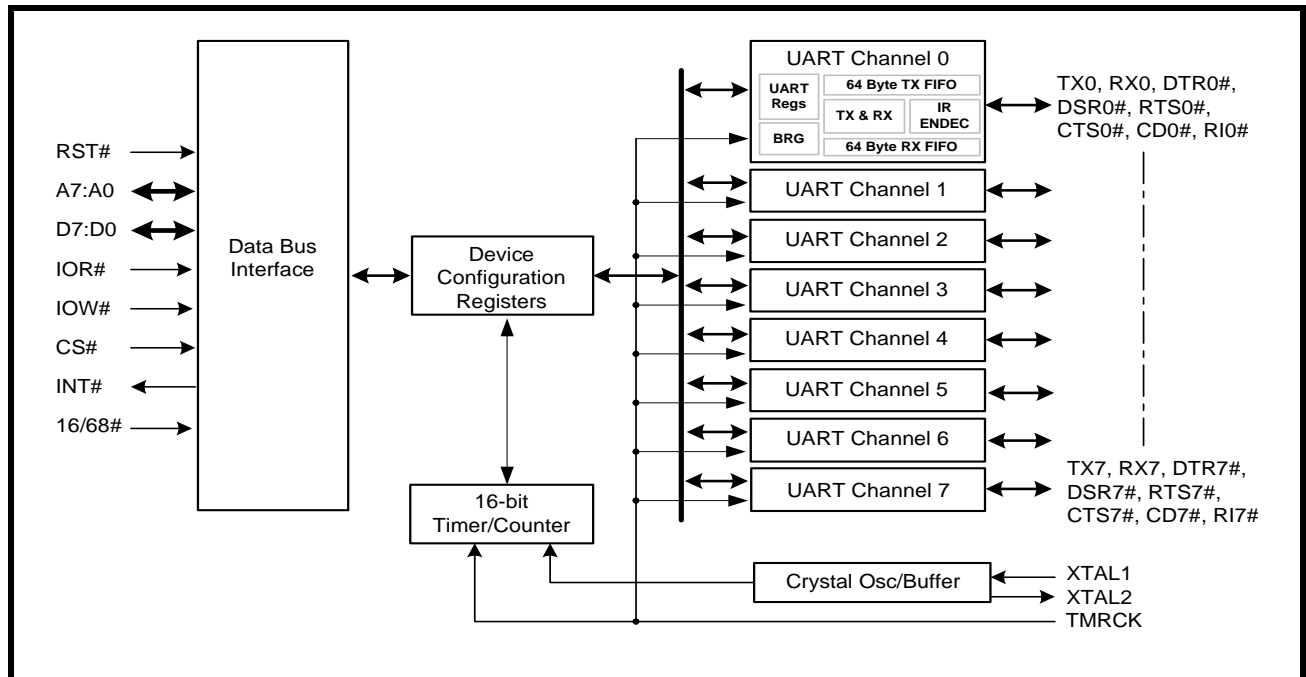 RST#
A7:A0
D7:D0
IOR#
IOW#
CS#
INT#
16/68#
Data Bus
Interface
Device
Configuration
Registers
16-bit
Timer/Counter
UART Channel 0
UART
Regs
BRG
64 Byte TX FIFO
TX & RX
IR
ENDEC
64 Byte RX FIFO
UART Channel 1
UART Channel 2
UART Channel 3
UART Channel 4
UART Channel 5
UART Channel 6
UART Channel 7
Crystal Osc/Buffer
TX0, RX0, DTR0#,
DSR0#, RTS0#,
CTS0#, CD0#, RI0#
TX7, RX7, DTR7#,
DSR7#, RTS7#,
CTS7#, CD7#, RI7#
XTAL1
XTAL2
TMRCK